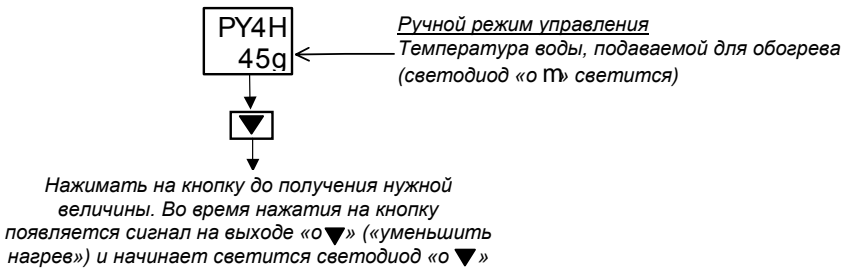 РУ4Н
45g
Ручной режим управления
Температура воды, подаваемой для обогрева
(светодиод «о m» светится)
▼
Нажимать на кнопку до получения нужной
величины. Во время нажатия на кнопку
появляется сигнал на выходе «о▼» («уменьшить
нагрев») и начинает светится светодиод «о ▼»